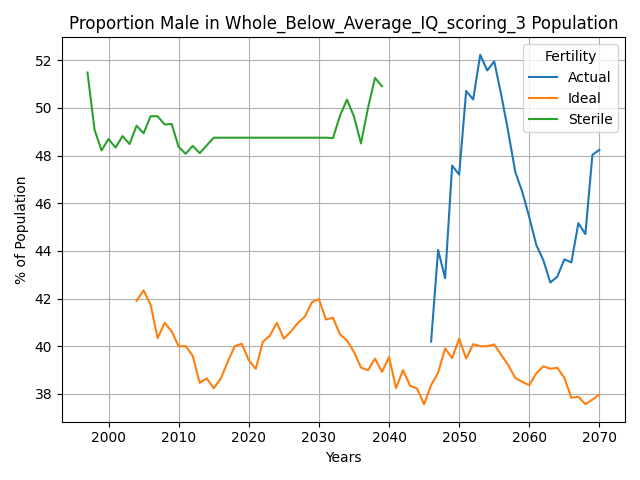 Proportion Male in Whole_Below_Average_IQ_scoring_3 Population
Fertility
Actual
Ideal
Sterile
% of Population
52
50
48
46
44
42
40
38
2000 2010 2020 2030 2040 2050 2060 2070
Years